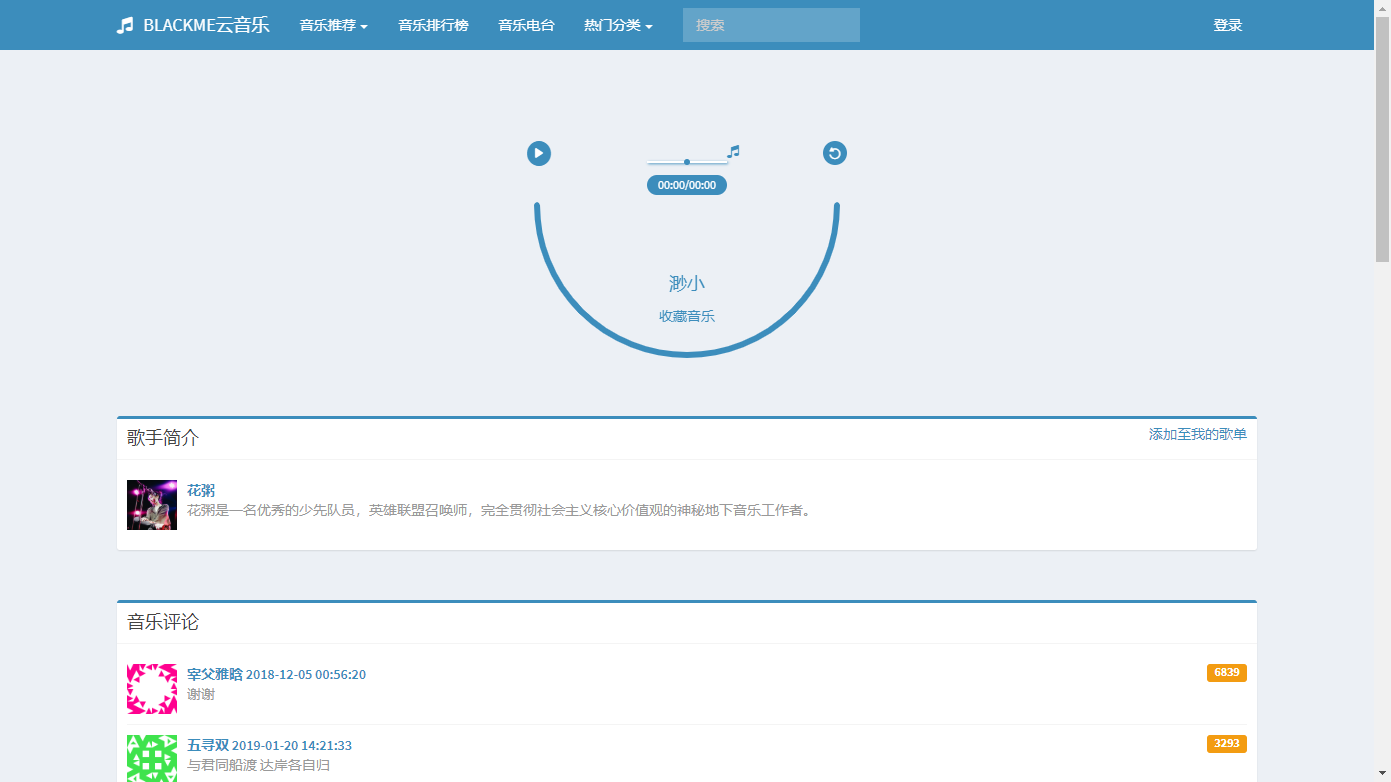 BLACKME云音乐 音乐推荐 音乐排行榜 音乐电台 热门分类 搜索 登录
00:00/00:00
渺小
收藏音乐
歌手简介 添加至我的歌单
花粥
花粥是一名优秀的少先队员，英雄联盟召唤师，完全贯彻社会主义核心价值观的神秘地下音乐工作者。
音乐评论
宰父雅晗 2018-12-05 00:56:20 6839
谢谢
五寻双 2019-01-20 14:21:33 3293
与君同船渡 达岸各自归